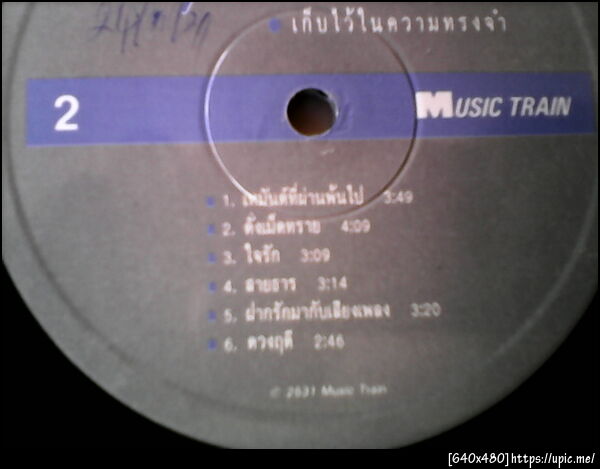 เก็บไว้ในความทรงจำ
2
MUSIC TRAIN
1. เหมันต์ที่ผ่านพ้นไป 3:49
2. ดั่งเม็ดทราย 4:09
3. ใจรัก 3:09
4. สายธาร 3:14
5. ฝากรักมากับเสียงเพลง 3:20
6. ดวงฤดี 2:46
© 2531 Music Train
[640x480]https://upic.me/